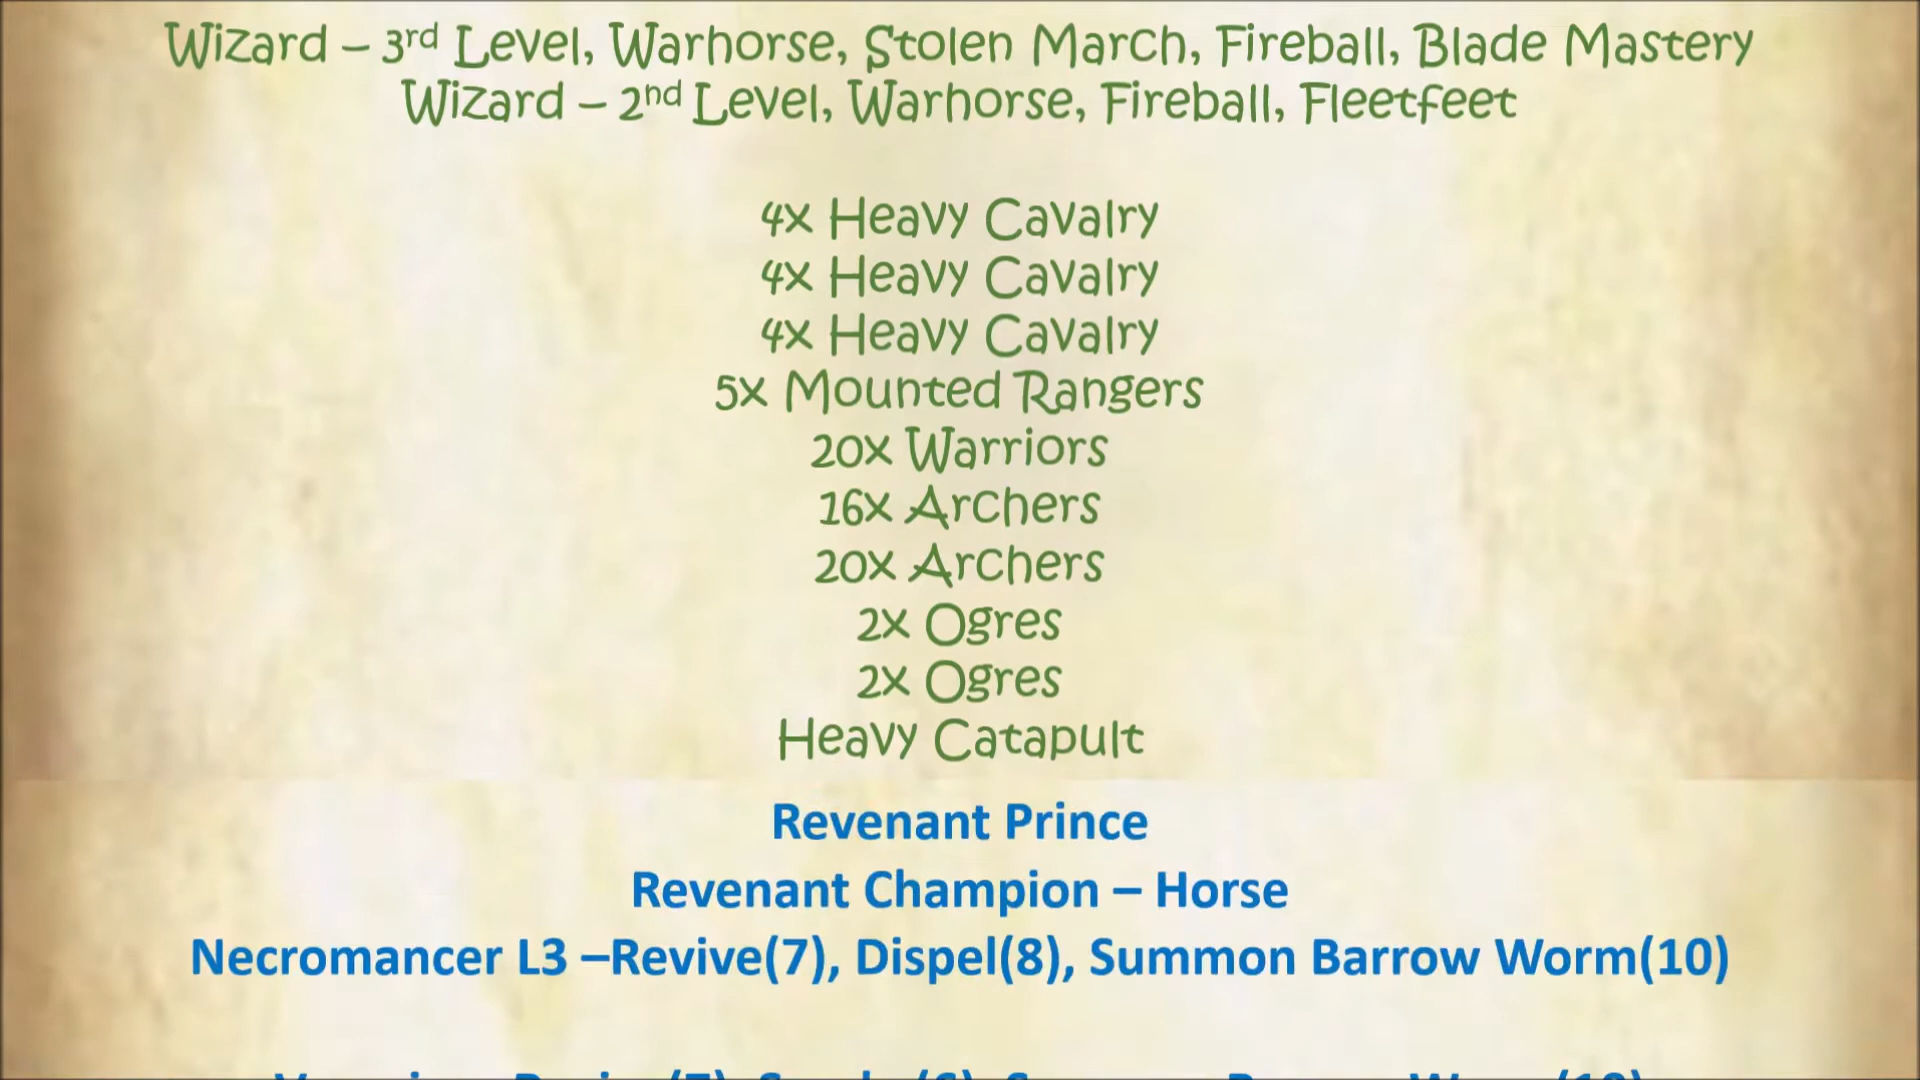 Wizard – 3rd Level, Warhorse, Stolen March, Fireball, Blade Mastery
Wizard – 2nd Level, Warhorse, Fireball, Fleetfeet
4x Heavy Cavalry
4x Heavy Cavalry
4x Heavy Cavalry
5x Mounted Rangers
20x Warriors
16x Archers
20x Archers
2x Ogres
2x Ogres
Heavy Catapult
Revenant Prince
Revenant Champion – Horse
Necromancer L3 –Revive(7), Dispel(8), Summon Barrow Worm(10)